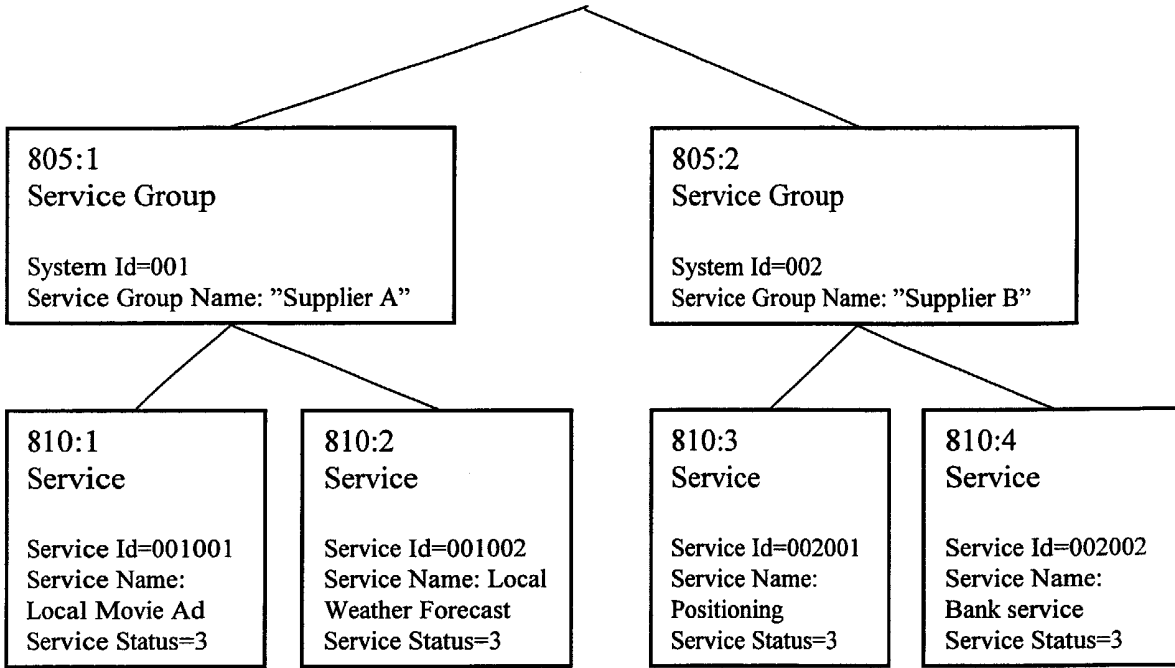 805:1
Service Group
System Id=001
Service Group Name: ”Supplier A”
805:2
Service Group
System Id=002
Service Group Name: ”Supplier B”
810:1
Service
Service Id=001001
Service Name:
Local Movie Ad
Service Status=3
810:2
Service
Service Id=001002
Service Name: Local
Weather Forecast
Service Status=3
810:3
Service
Service Id=002001
Service Name:
Positioning
Service Status=3
810:4
Service
Service Id=002002
Service Name:
Bank service
Service Status=3